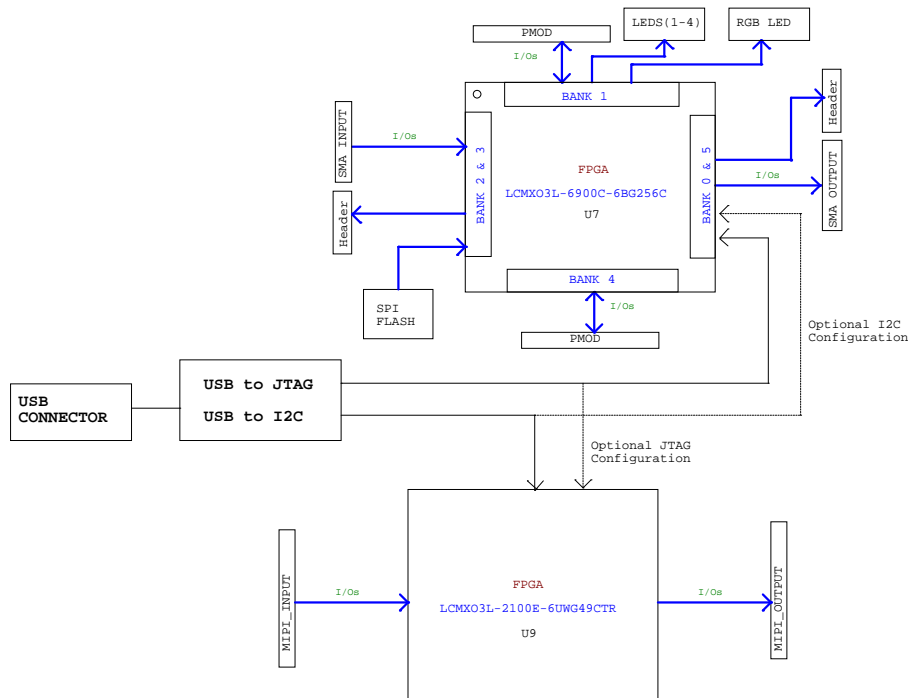 LEDS(1-4)
RGB LED
PMOD
I/Os
BANK 1
Header
SMA INPUT
I/Os
BANK 2 & 3
FPGA
LCMXO3L-6900C-6BG256C
U7
BANK 0 & 5
I/Os
SMA OUTPUT
Header
BANK 4
SPI
FLASH
I/Os
PMOD
Optional I2C
Configuration
USB to JTAG
USB to I2C
USB
CONNECTOR
Optional JTAG
Configuration
MIPI_INPUT
I/Os
FPGA
LCMXO3L-2100E-6UWG49CTR
U9
I/Os
MIPI_OUTPUT